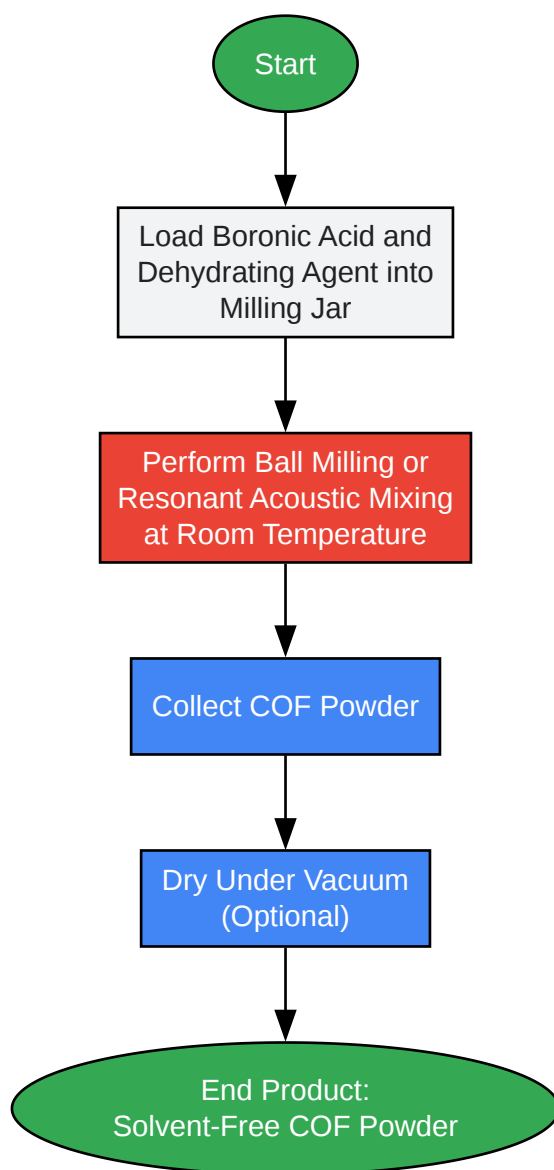 Start
Load Boronic Acid and
Dehydrating Agent into
Milling Jar
Perform Ball Milling or
Resonant Acoustic Mixing
at Room Temperature
Collect COF Powder
Dry Under Vacuum
(Optional)
End Product:
Solvent-Free COF Powder